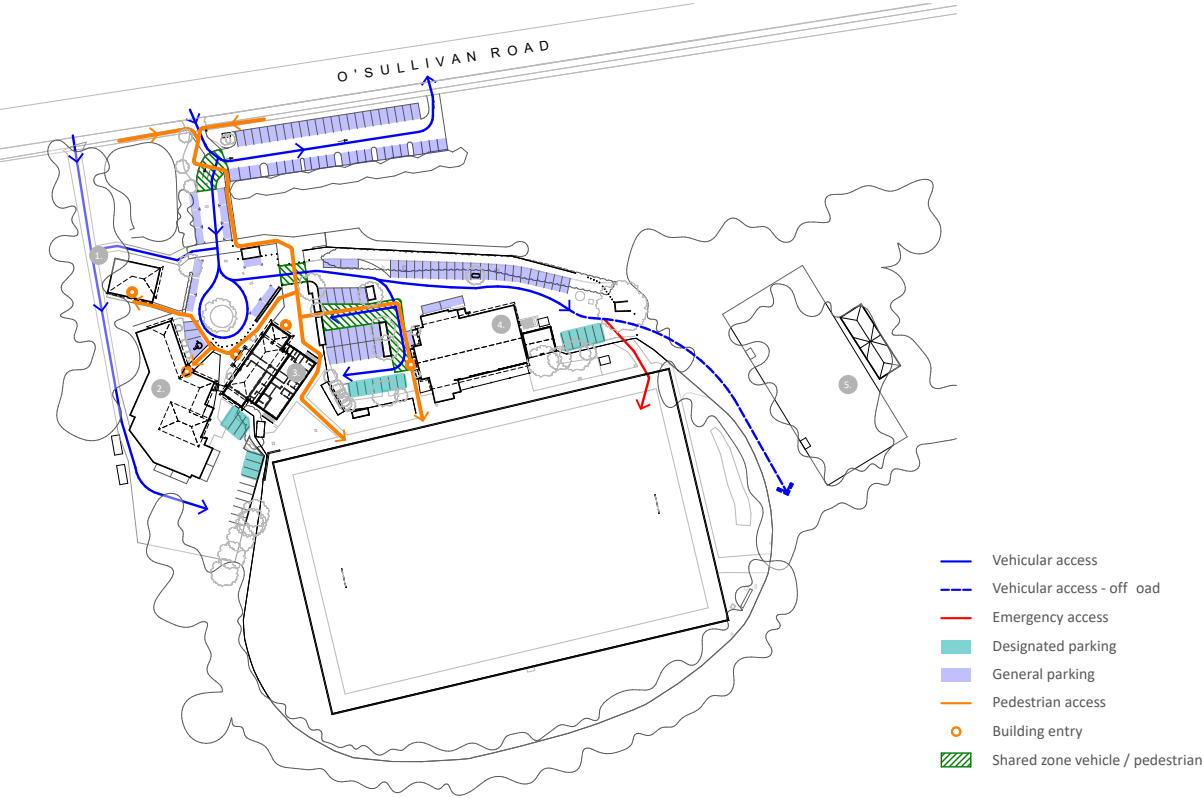 O'SULLIVAN ROAD
1.
2.
3.
4.
5.
Vehicular access
Vehicular access - off oad
Emergency access
Designated parking
General parking
Pedestrian access
Building entry
Shared zone vehicle / pedestrian